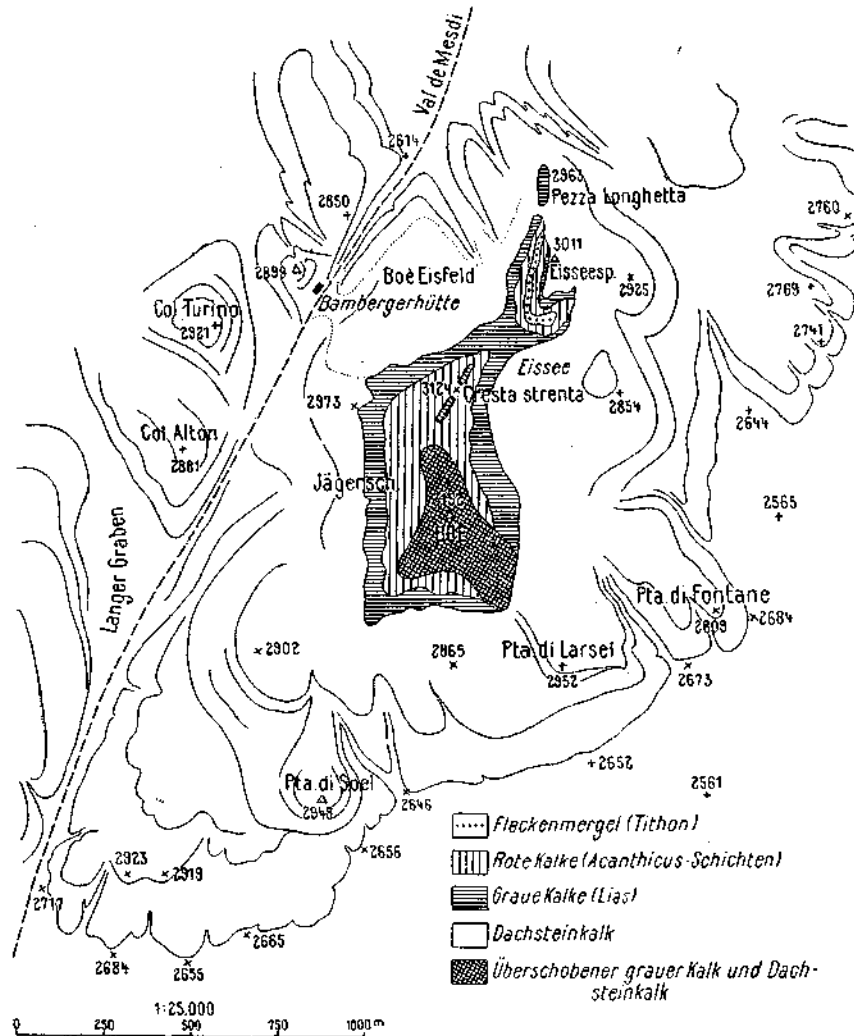 Val de Mesdi
2614
2850
2963
Pezza Longhetta
2760
3011
2899
Boè Eisfeld
Eisseesp.
2925
2769
Bambergerhütte
Col Turino
2921
2741
Eissee
3124
Cresta strenta
2973
2854
2644
Col Alton
2881
Jägersch.
2565
BOÈ
Langer Graben
Pta. di Fontane
2809
2684
2902
2865
Pta. di Larsei
2952
2673
2652
2561
Pta. di Soel
2948
2646
2656
2923
2919
2717
2665
2684
2655
Fleckenmergel (Tithon)
Rote Kalke (Acanthicus-Schichten)
Graue Kalke (Lias)
Dachsteinkalk
Überschobener grauer Kalk und Dach-
steinkalk
1:25.000
0 250 500 1000 m